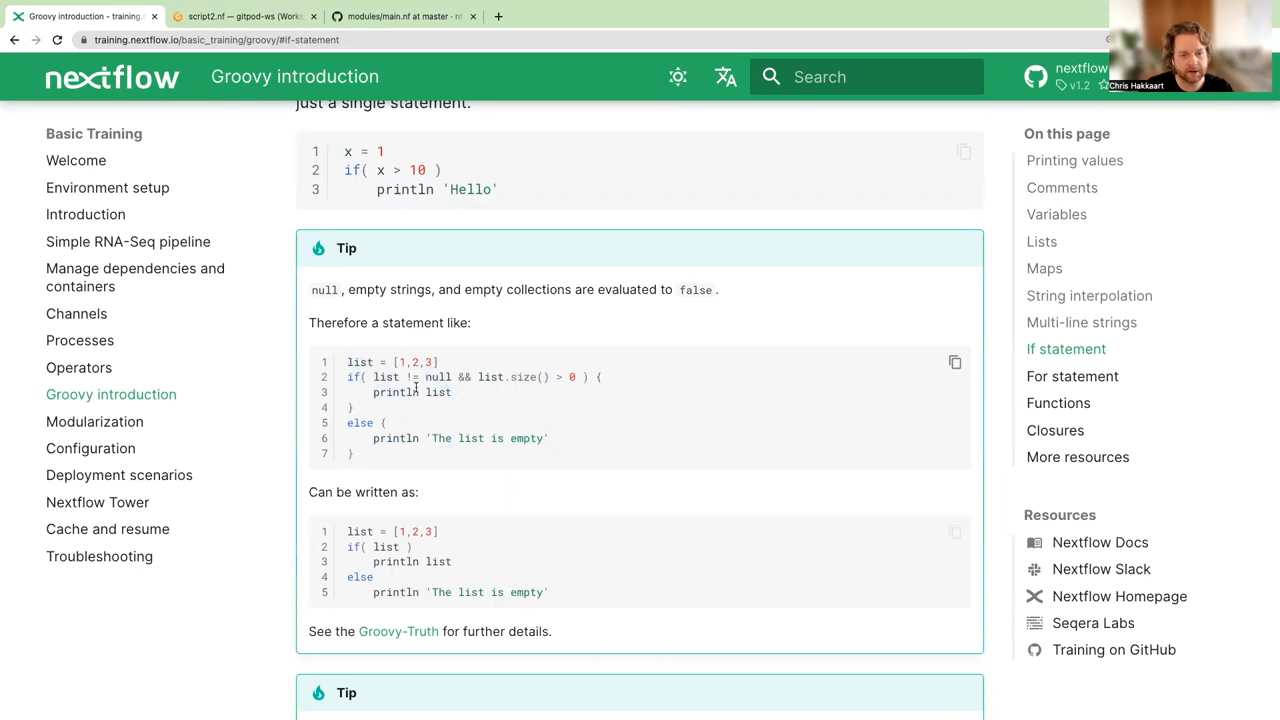 Groovy introduction - training.
script2.nf — gitpod-ws (Works
modules/main.nf at master · nf
training.nextflow.io/basic_training/groovy/#if-statement
nextflow
Groovy introduction
Search
nextflow
v1.2
Chris Hakkaart
Basic Training
Welcome
Environment setup
Introduction
Simple RNA-Seq pipeline
Manage dependencies and
containers
Channels
Processes
Operators
Groovy introduction
Modularization
Configuration
Deployment scenarios
Nextflow Tower
Cache and resume
Troubleshooting
just a single statement.
1 x = 1
2 if( x > 10 )
3 println 'Hello'
Tip
null, empty strings, and empty collections are evaluated to false.
Therefore a statement like:
1 list = [1,2,3]
2 if( list != null && list.size() > 0 ) {
3 println list
4 }
5 else {
6 println 'The list is empty'
7 }
Can be written as:
1 list = [1,2,3]
2 if( list )
3 println list
4 else
5 println 'The list is empty'
See the Groovy-Truth for further details.
Tip
On this page
Printing values
Comments
Variables
Lists
Maps
String interpolation
Multi-line strings
If statement
For statement
Functions
Closures
More resources
Resources
Nextflow Docs
Nextflow Slack
Nextflow Homepage
Seqera Labs
Training on GitHub